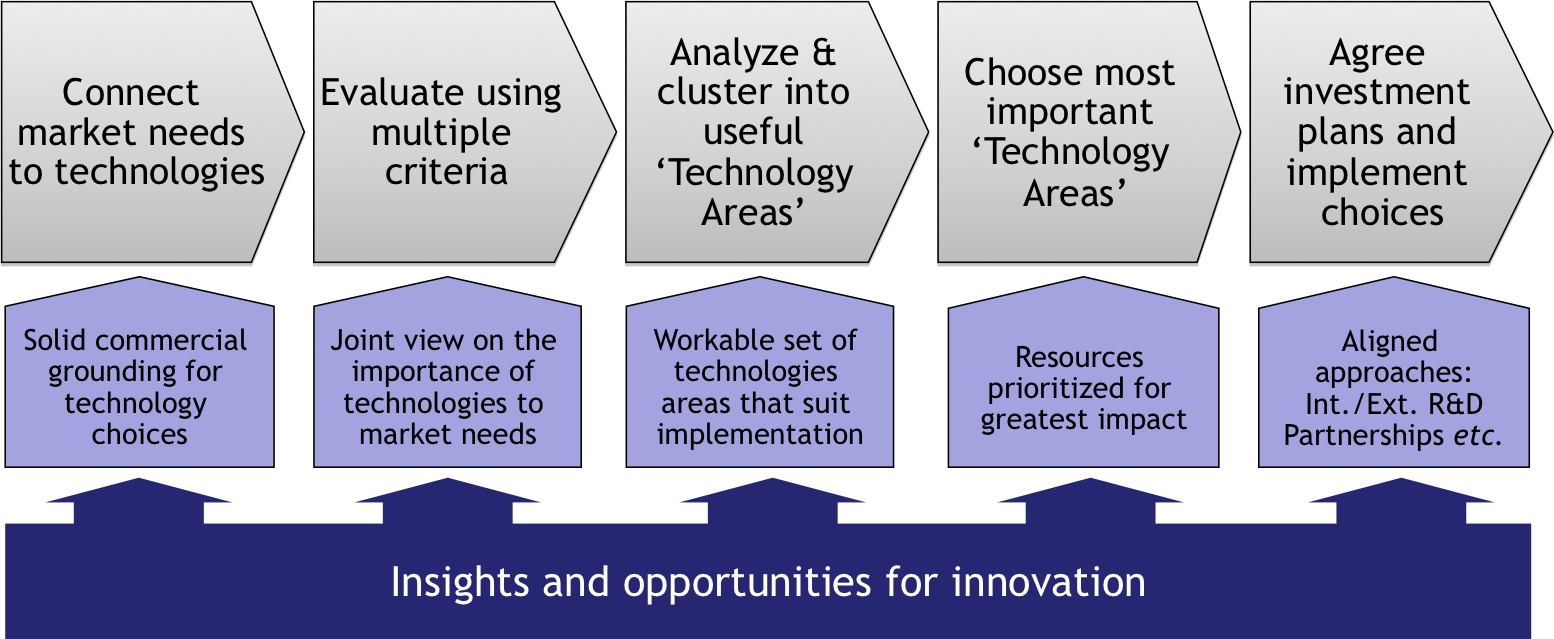 Connect
market needs
to technologies
Evaluate using
multiple
criteria
Analyze &
cluster into
useful
‘Technology
Areas’
Choose most
important
‘Technology
Areas’
Agree
investment
plans and
implement
choices
Solid commercial
grounding for
technology
choices
Joint view on the
importance of
technologies to
market needs
Workable set of
technologies
areas that suit
implementation
Resources
prioritized for
greatest impact
Aligned
approaches:
Int./Ext. R&D
Partnerships etc.
Insights and opportunities for innovation